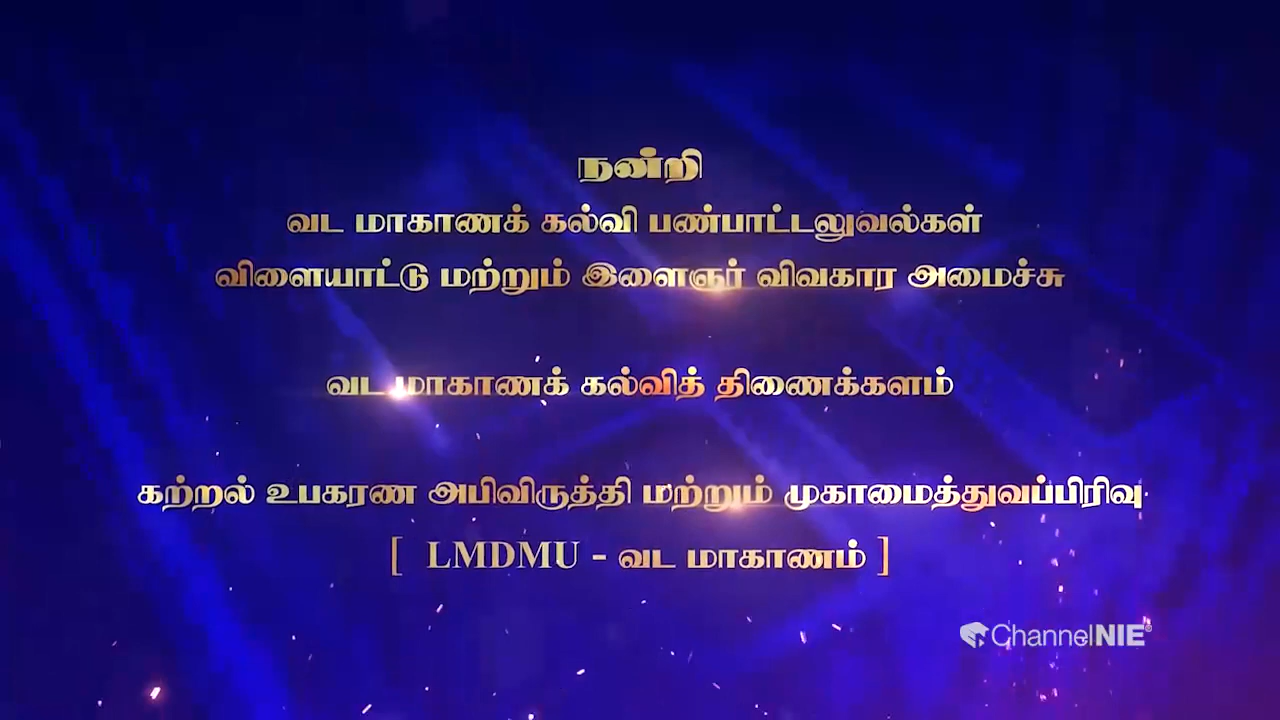 நன்றி
வட மாகாணக் கல்வி பண்பாட்டலுவல்கள்
விளையாட்டு மற்றும் இளைஞர் விவகார அமைச்சு
வட மாகாணக் கல்வித் திணைக்களம்
கற்றல் உபகரண அபிவிருத்தி மற்றும் முகாமைத்துவப்பிரிவு
[ LMDMU - வட மாகாணம் ]
ChannelNIE®